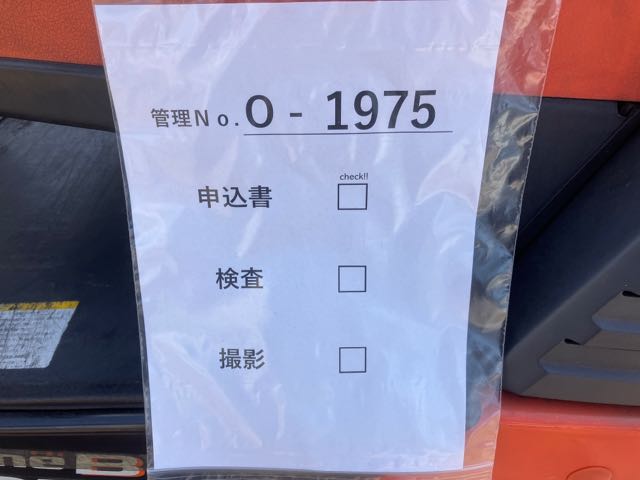 管理No.O - 1975
check!!
申込書 □
検査 □
撮影 □
B